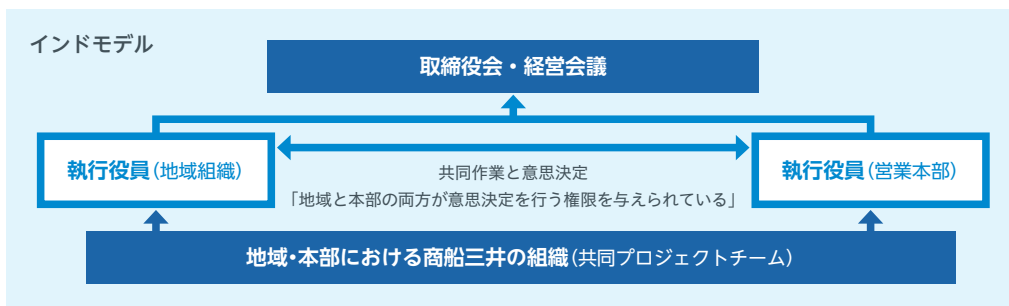 インドモデル
取締役会・経営会議
執行役員(地域組織)
執行役員(営業本部)
共同作業と意思決定
「地域と本部の両方が意思決定を行う権限を与えられている」
地域・本部における商船三井の組織(共同プロジェクトチーム)